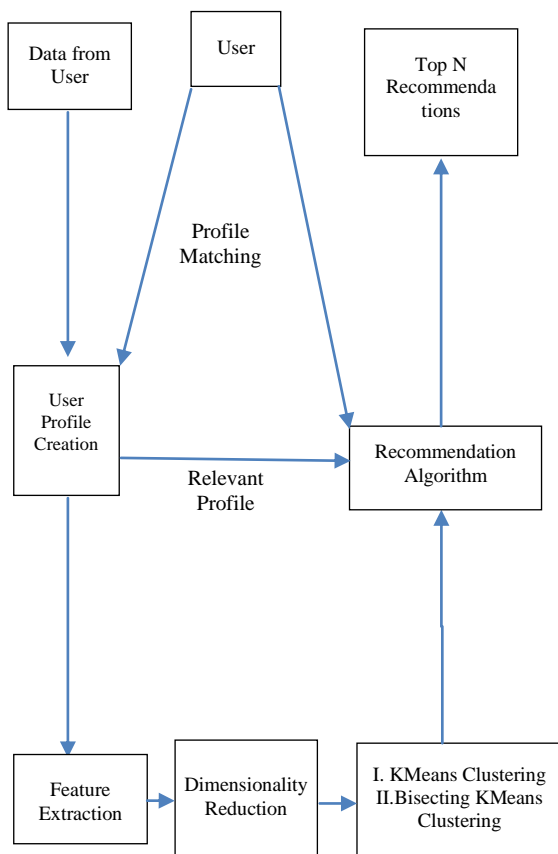 Data from
User
User
Top N
Recommenda
tions
Profile
Matching
User
Profile
Creation
Relevant
Profile
Recommendation
Algorithm
Feature
Extraction
Dimensionality
Reduction
I. KMeans Clustering
II.Bisecting KMeans
Clustering